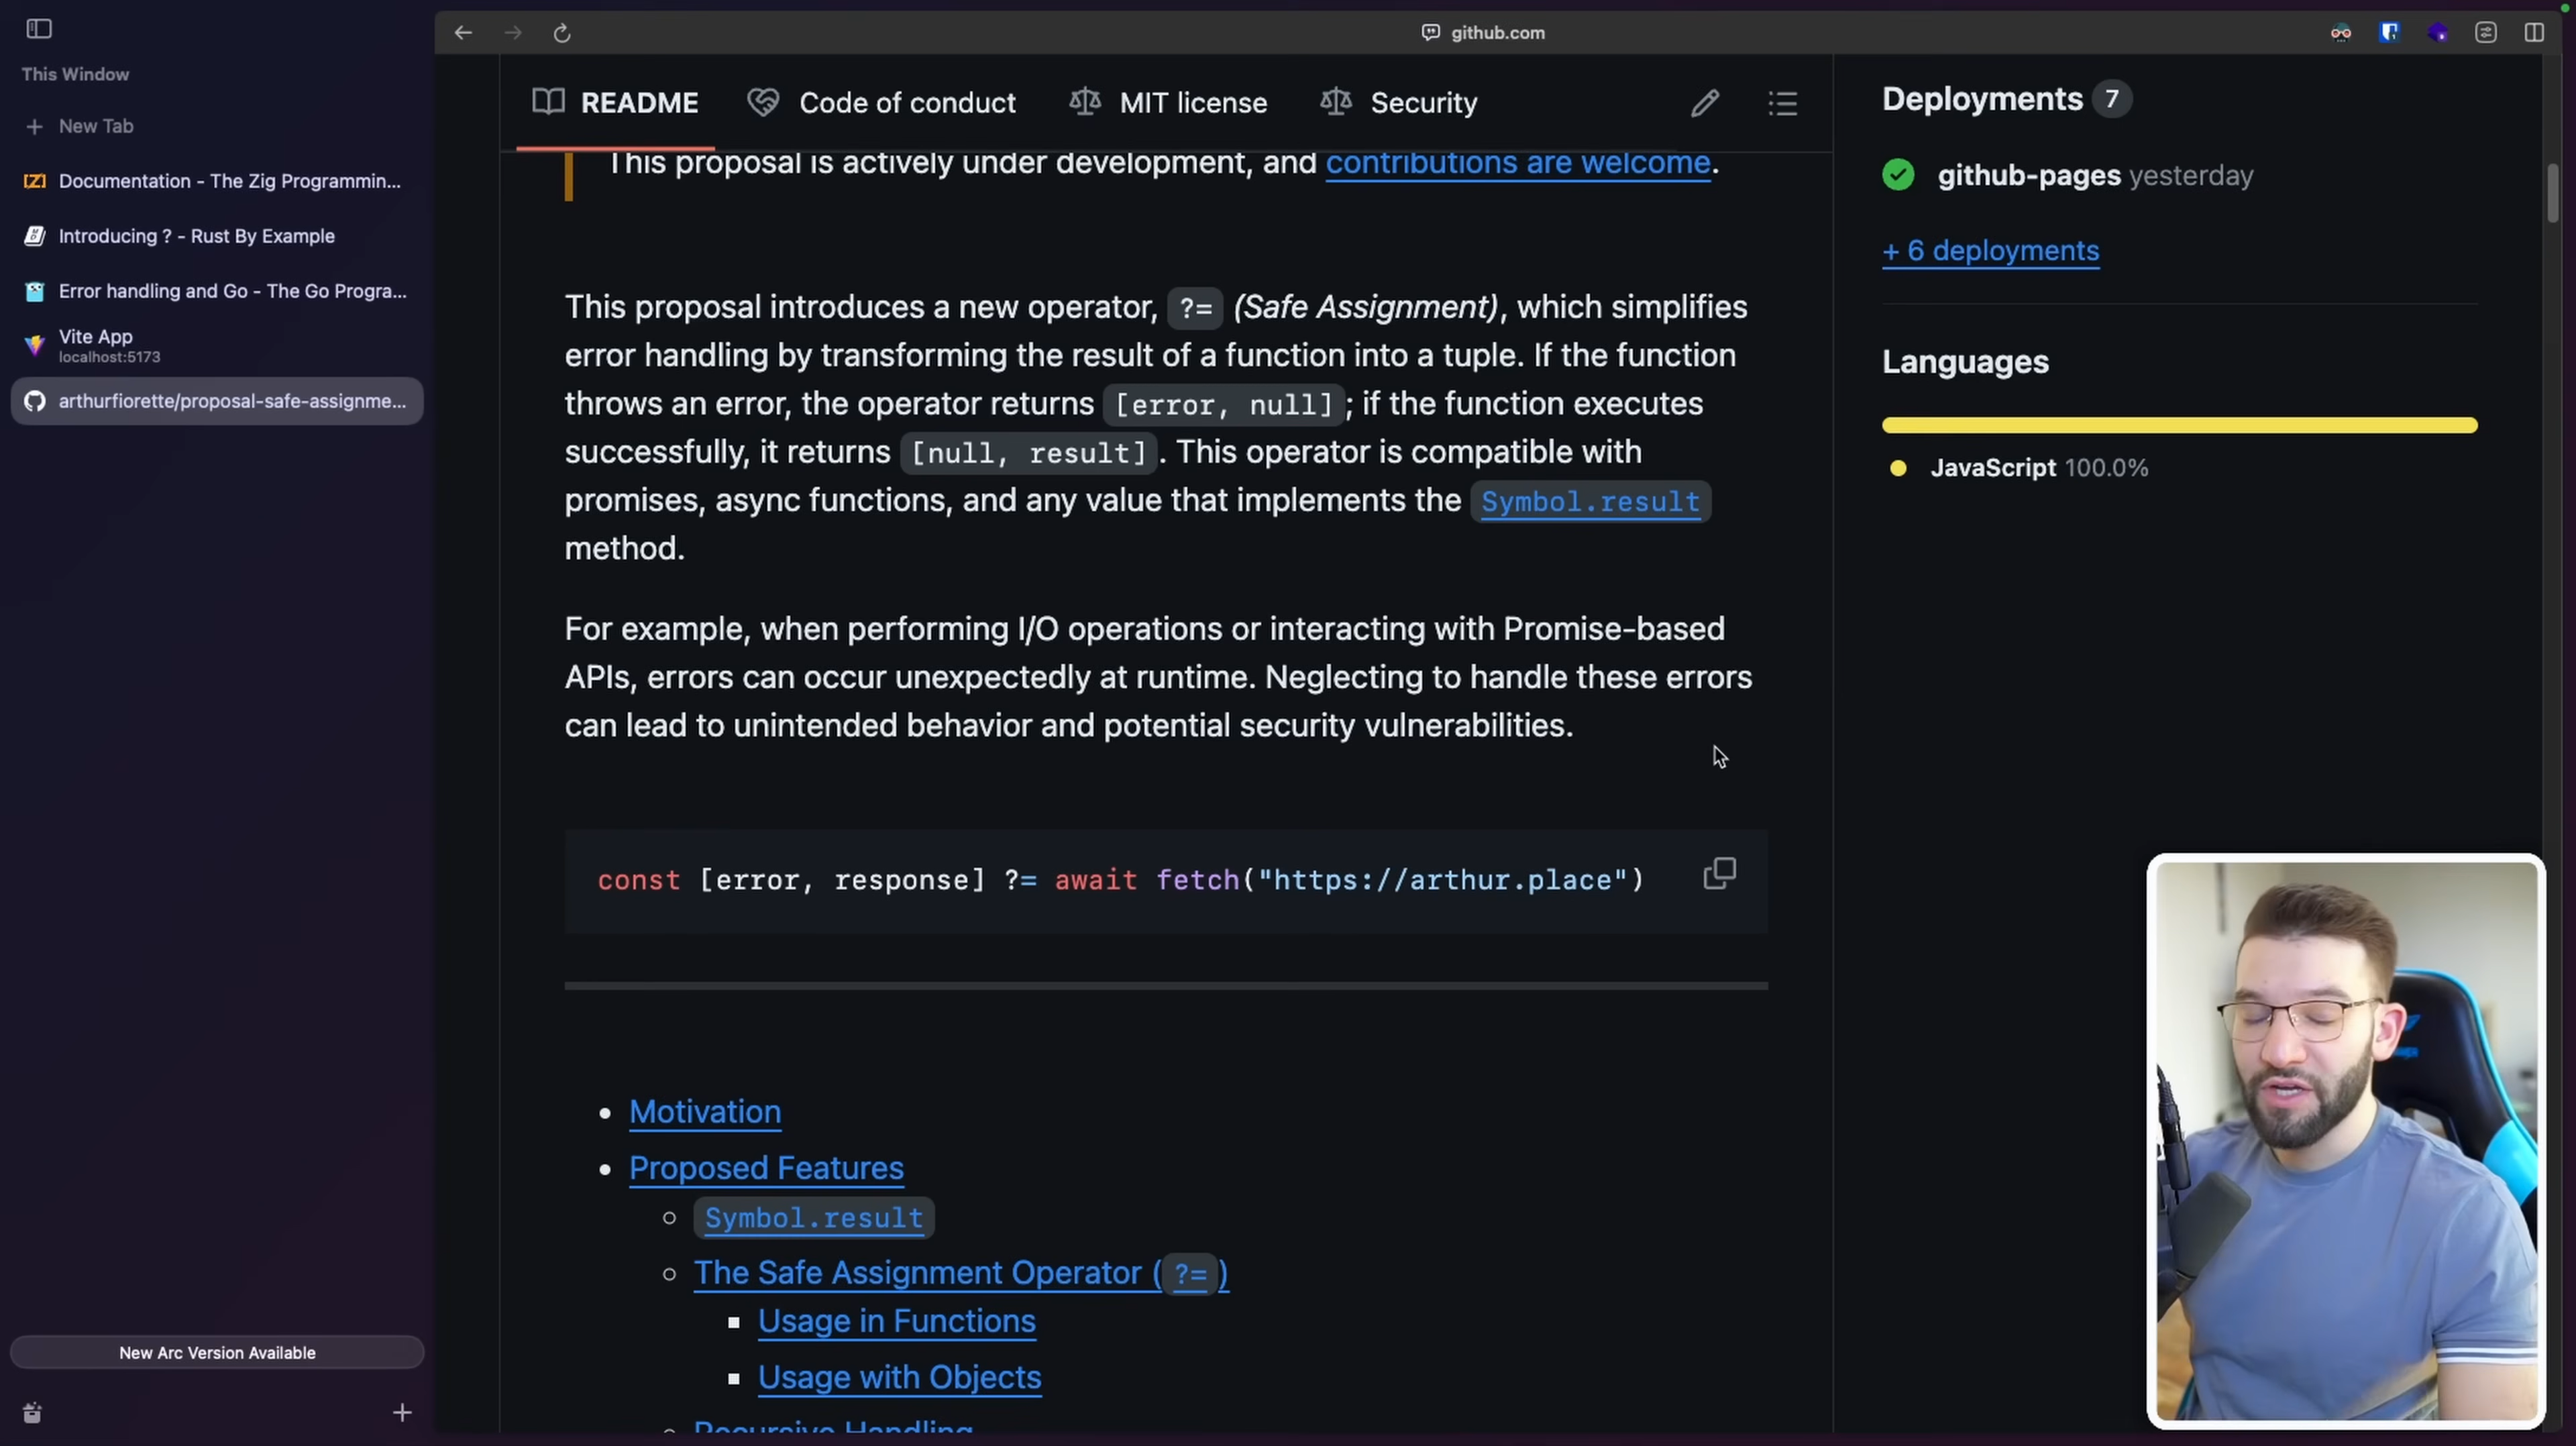 This Window
New Tab
Documentation - The Zig Programmin...
Introducing ? - Rust By Example
Error handling and Go - The Go Progra...
Vite App
localhost:5173
arthurfiorette/proposal-safe-assignme...
New Arc Version Available
github.com
README
Code of conduct
MIT license
Security
This proposal is actively under development, and contributions are welcome.
This proposal introduces a new operator, ?= (Safe Assignment), which simplifies
error handling by transforming the result of a function into a tuple. If the function
throws an error, the operator returns [error, null]; if the function executes
successfully, it returns [null, result]. This operator is compatible with
promises, async functions, and any value that implements the Symbol.result
method.
For example, when performing I/O operations or interacting with Promise-based
APIs, errors can occur unexpectedly at runtime. Neglecting to handle these errors
can lead to unintended behavior and potential security vulnerabilities.
const [error, response] ?= await fetch("https://arthur.place")
Motivation
Proposed Features
Symbol.result
The Safe Assignment Operator (?=)
Usage in Functions
Usage with Objects
Recursive Handling
Deployments 7
github-pages yesterday
+ 6 deployments
Languages
JavaScript 100.0%